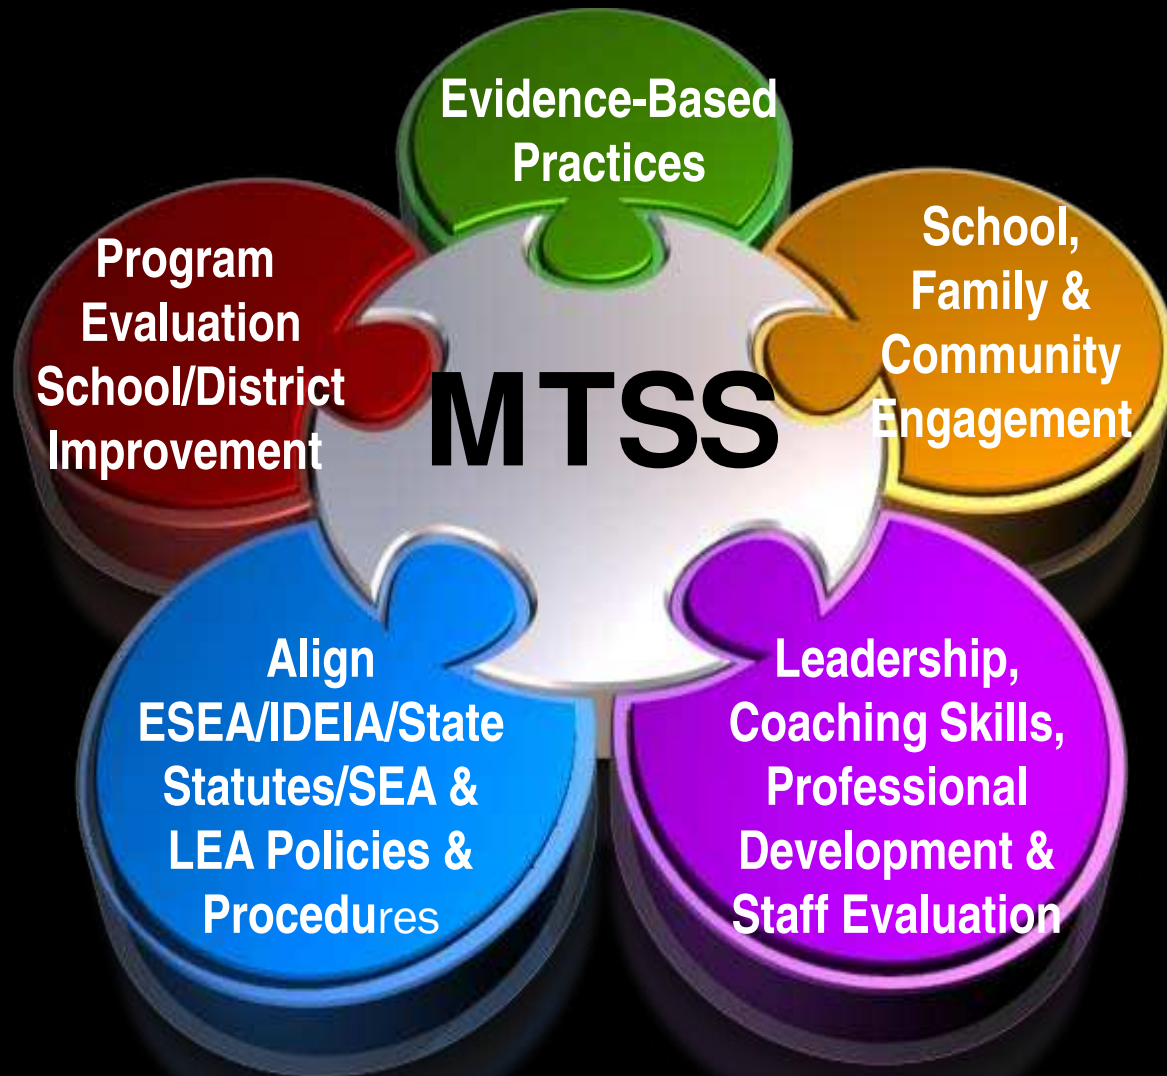 Evidence-Based
Practices
School,
Family &
Community
Engagement
Program
Evaluation
School/District
Improvement
MTSS
Align
ESEA/IDEIA/State
Statutes/SEA &
LEA Policies &
Procedures
Leadership,
Coaching Skills,
Professional
Development &
Staff Evaluation